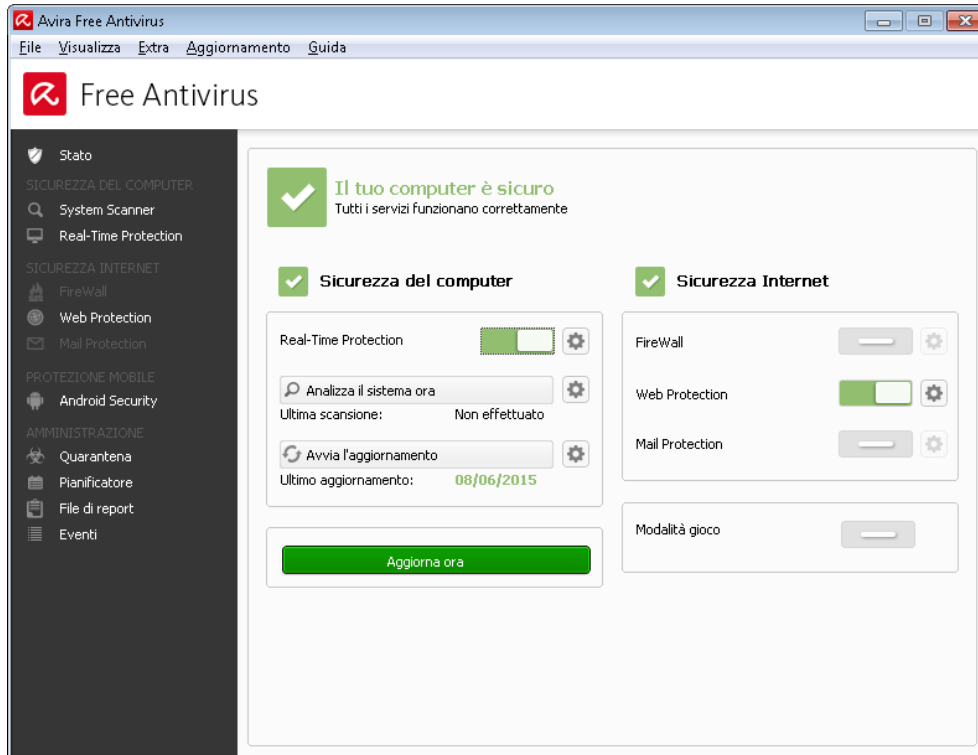 Avira Free Antivirus
File Visualizza Extra Aggiornamento Guida
Free Antivirus
Stato
SICUREZZA DEL COMPUTER
System Scanner
Real-Time Protection
SICUREZZA INTERNET
FireWall
Web Protection
Mail Protection
PROTEZIONE MOBILE
Android Security
AMMINISTRAZIONE
Quarantena
Pianificatore
File di report
Eventi
Il tuo computer è sicuro
Tutti i servizi funzionano correttamente
Sicurezza del computer
Real-Time Protection
Analizza il sistema ora
Ultima scansione: Non effettuato
Avvia l'aggiornamento
Ultimo aggiornamento: 08/06/2015
Aggiorna ora
Sicurezza Internet
FireWall
Web Protection
Mail Protection
Modalità gioco